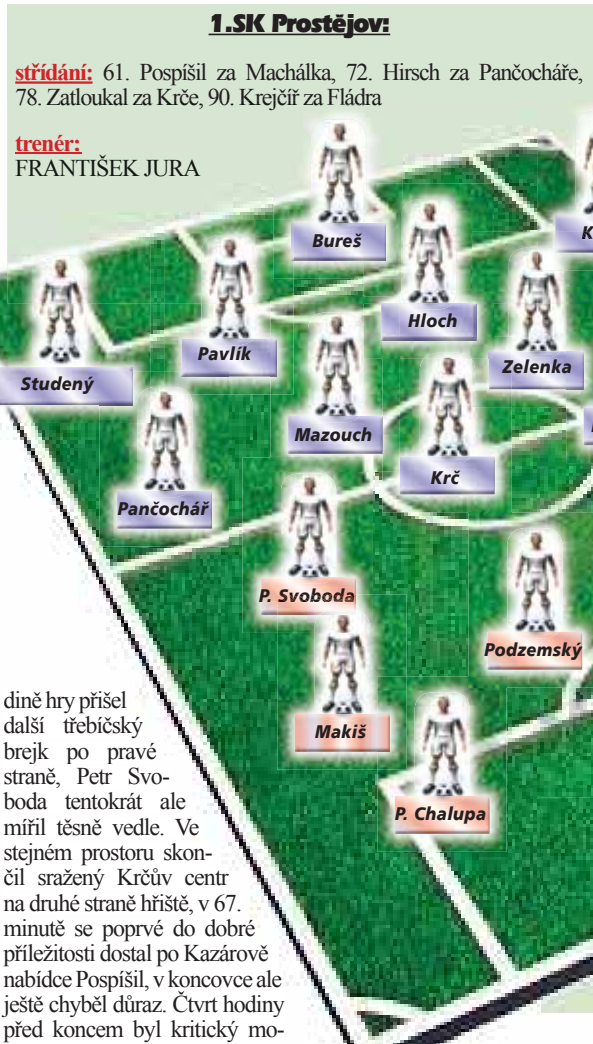 1.SK Prostějov:
střídání: 61. Pospíšil za Machálka, 72. Hirsch za Pančocháře,
78. Zatloukal za Krče, 90. Krejčíř za Fládra
trenér:
FRANTIŠEK JURA
Bureš
K
Hloch
Pavlík
Zelenka
Studený
Mazouch
Krč
Pančochář
P. Svoboda
Podzemský
Makiš
P. Chalupa
dině hry přišel
další třebíčský
brejk po pravé
straně, Petr Svo-
boda tentokrát ale
mířil těsně vedle. Ve
stejném prostoru skon-
čil sražený Krčův centr
na druhé straně hřiště, v 67.
minutě se poprvé do dobré
příležitosti dostal po Kazárově
nabídce Pospíšil, v koncovce ale
ještě chyběl důraz. Čtvrt hodiny
před koncem byl kritický mo-